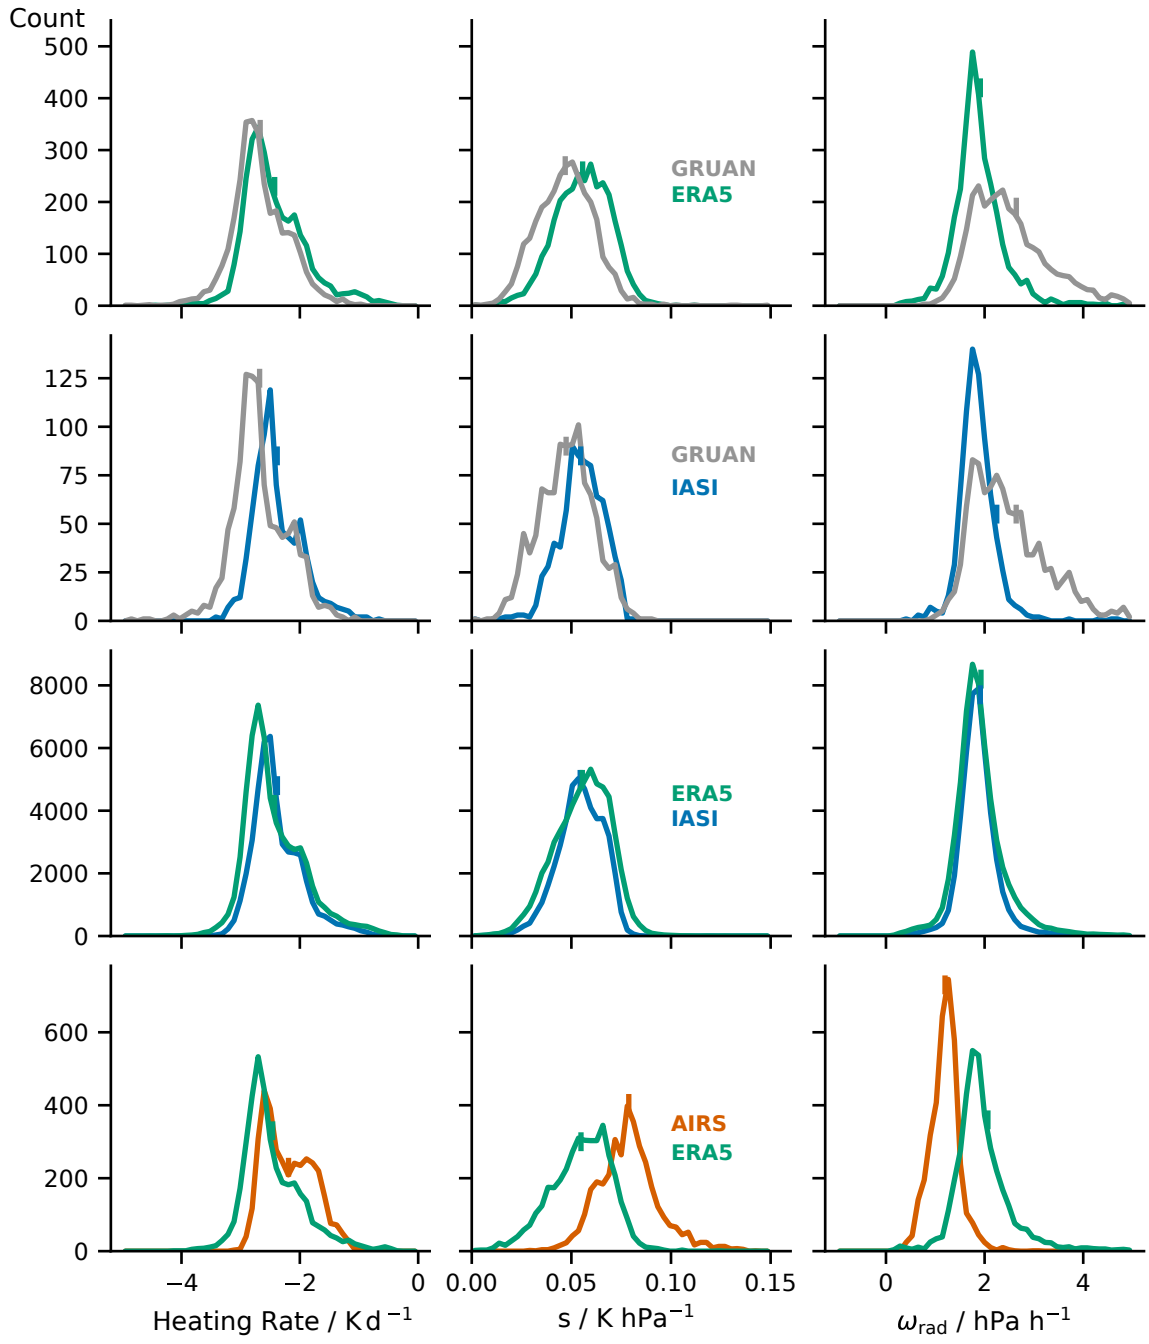 Count
500
400
300
200
100
0
GRUAN
ERA5
125
100
75
50
25
0
GRUAN
IASI
8000
6000
4000
2000
0
ERA5
IASI
600
400
200
0
AIRS
ERA5
−4 −2 0 0.00 0.05 0.10 0.15 0 2 4
Heating Rate / K d⁻¹ s / K hPa⁻¹ ω_rad / hPa h⁻¹